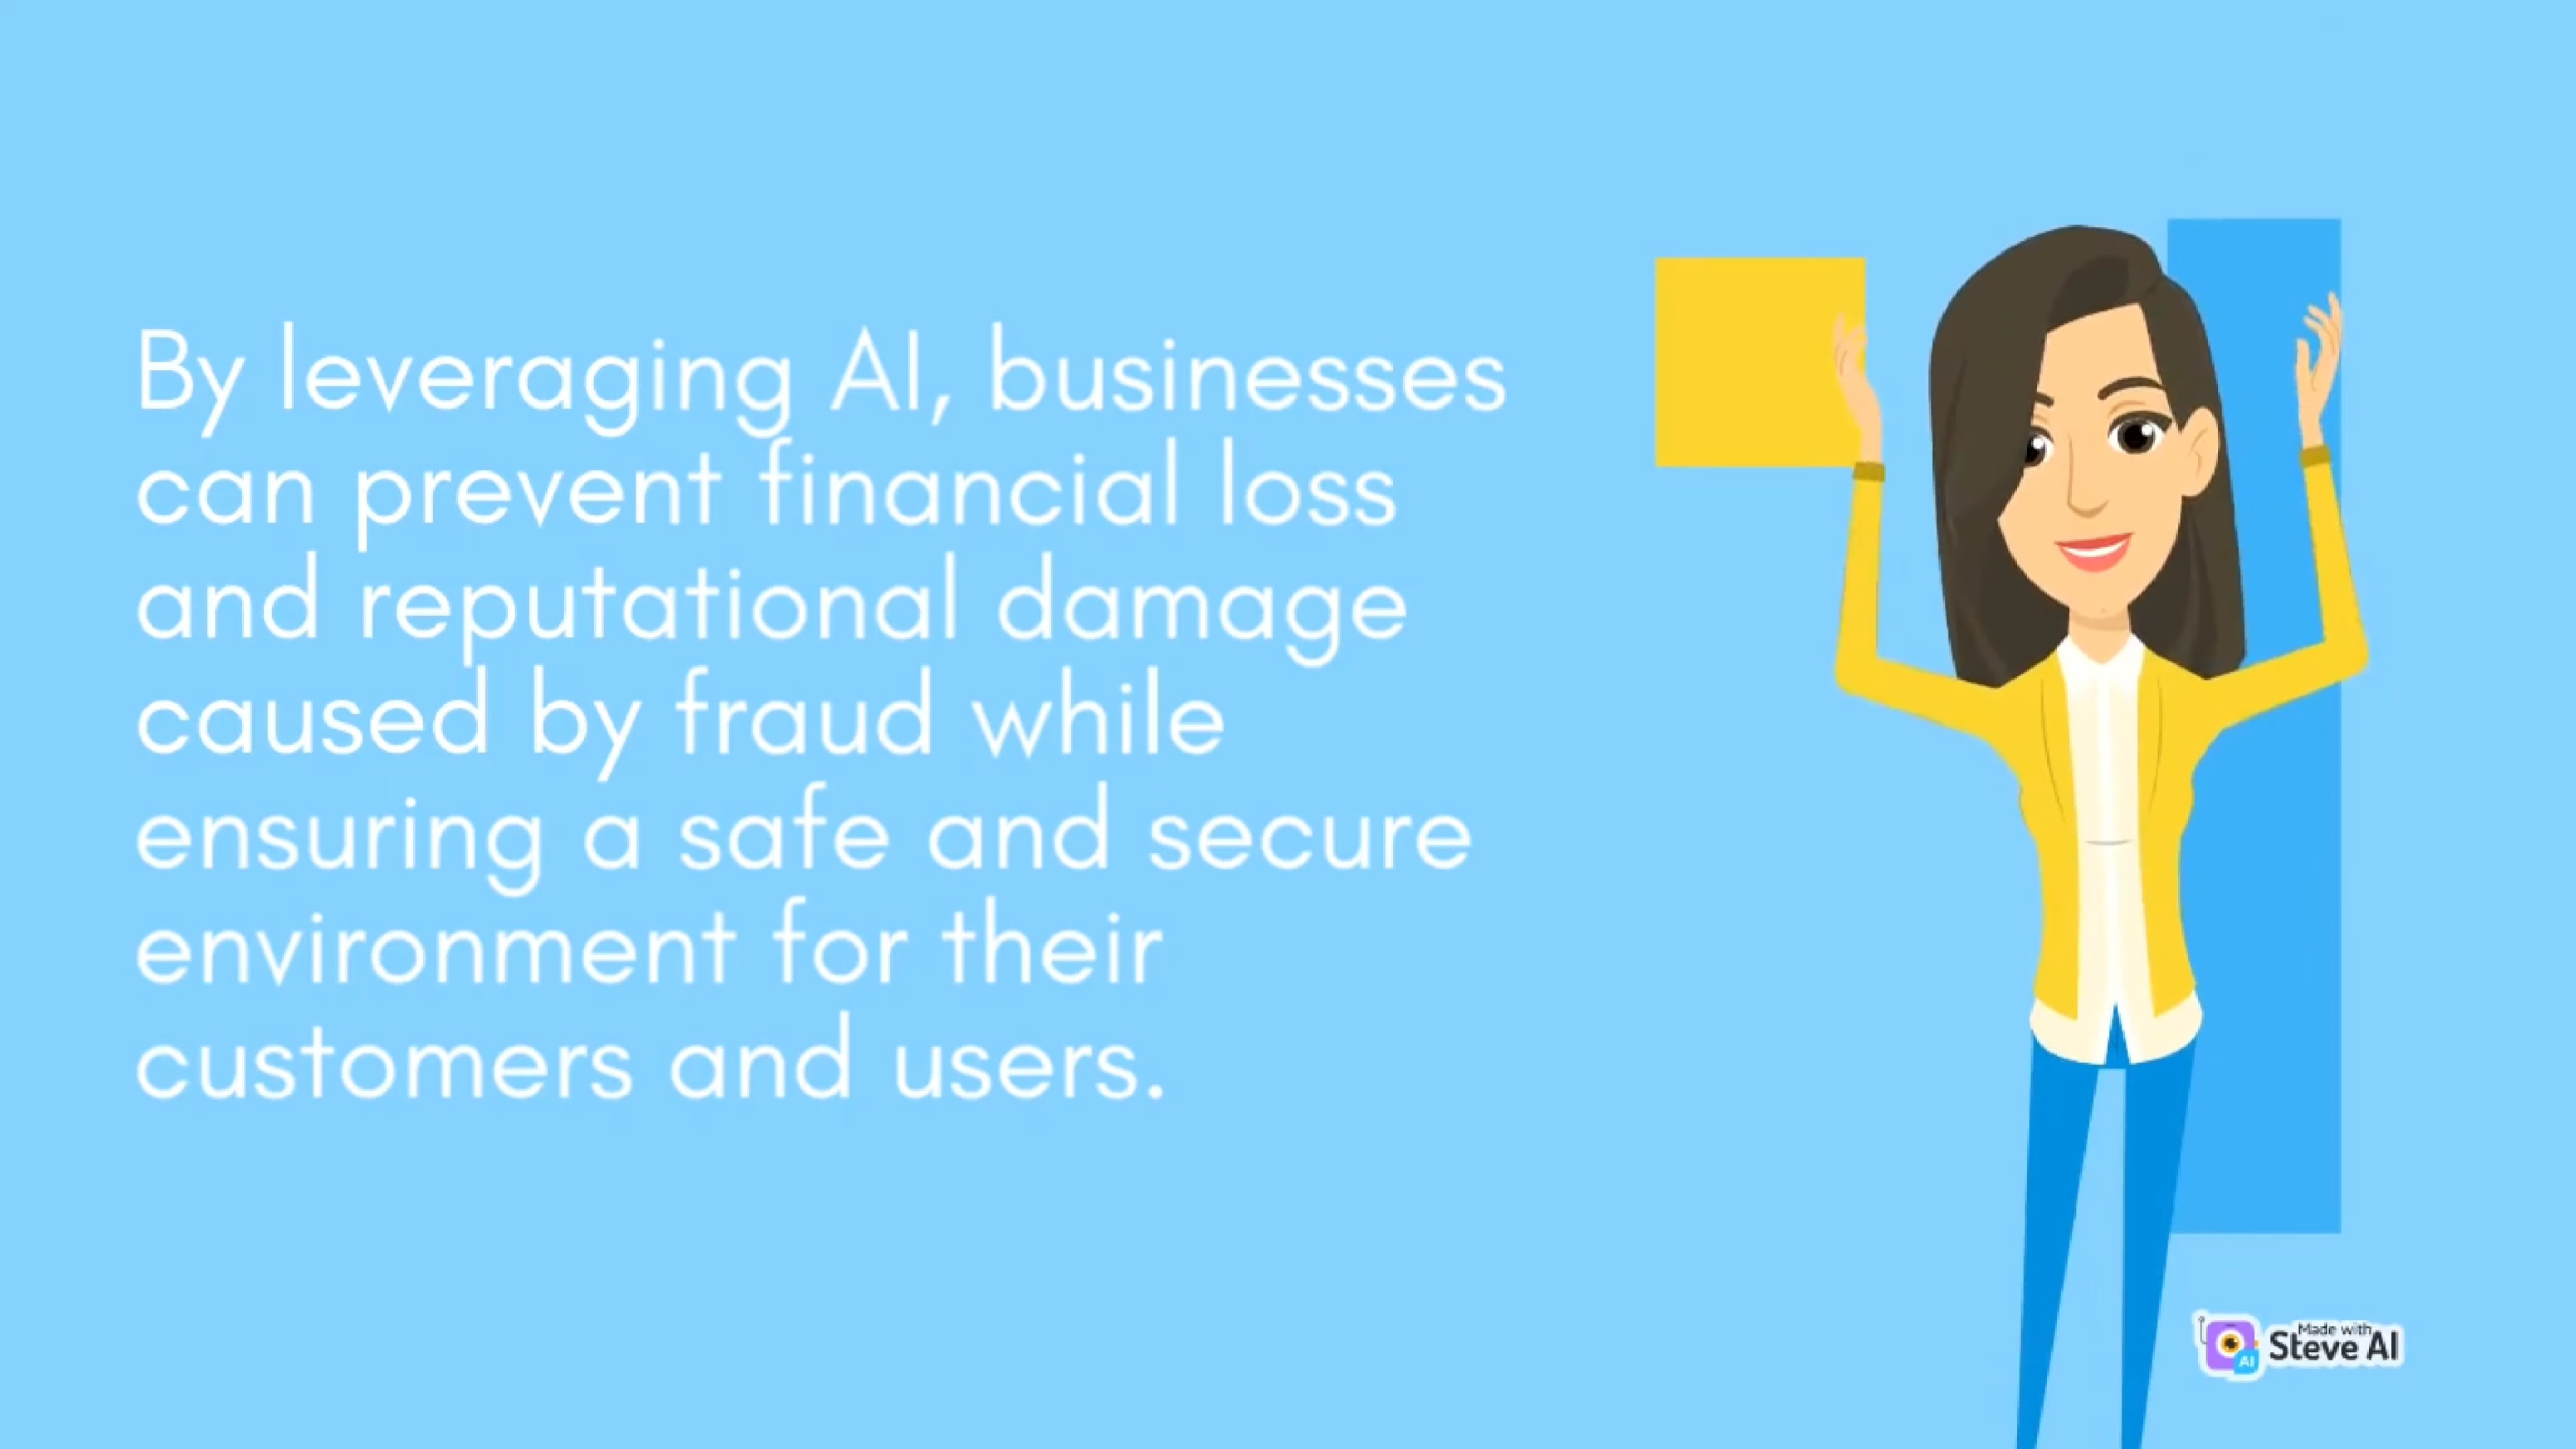 By leveraging AI, businesses
can prevent financial loss
and reputational damage
caused by fraud while
ensuring a safe and secure
environment for their
customers and users.
Made with
Steve AI
AI